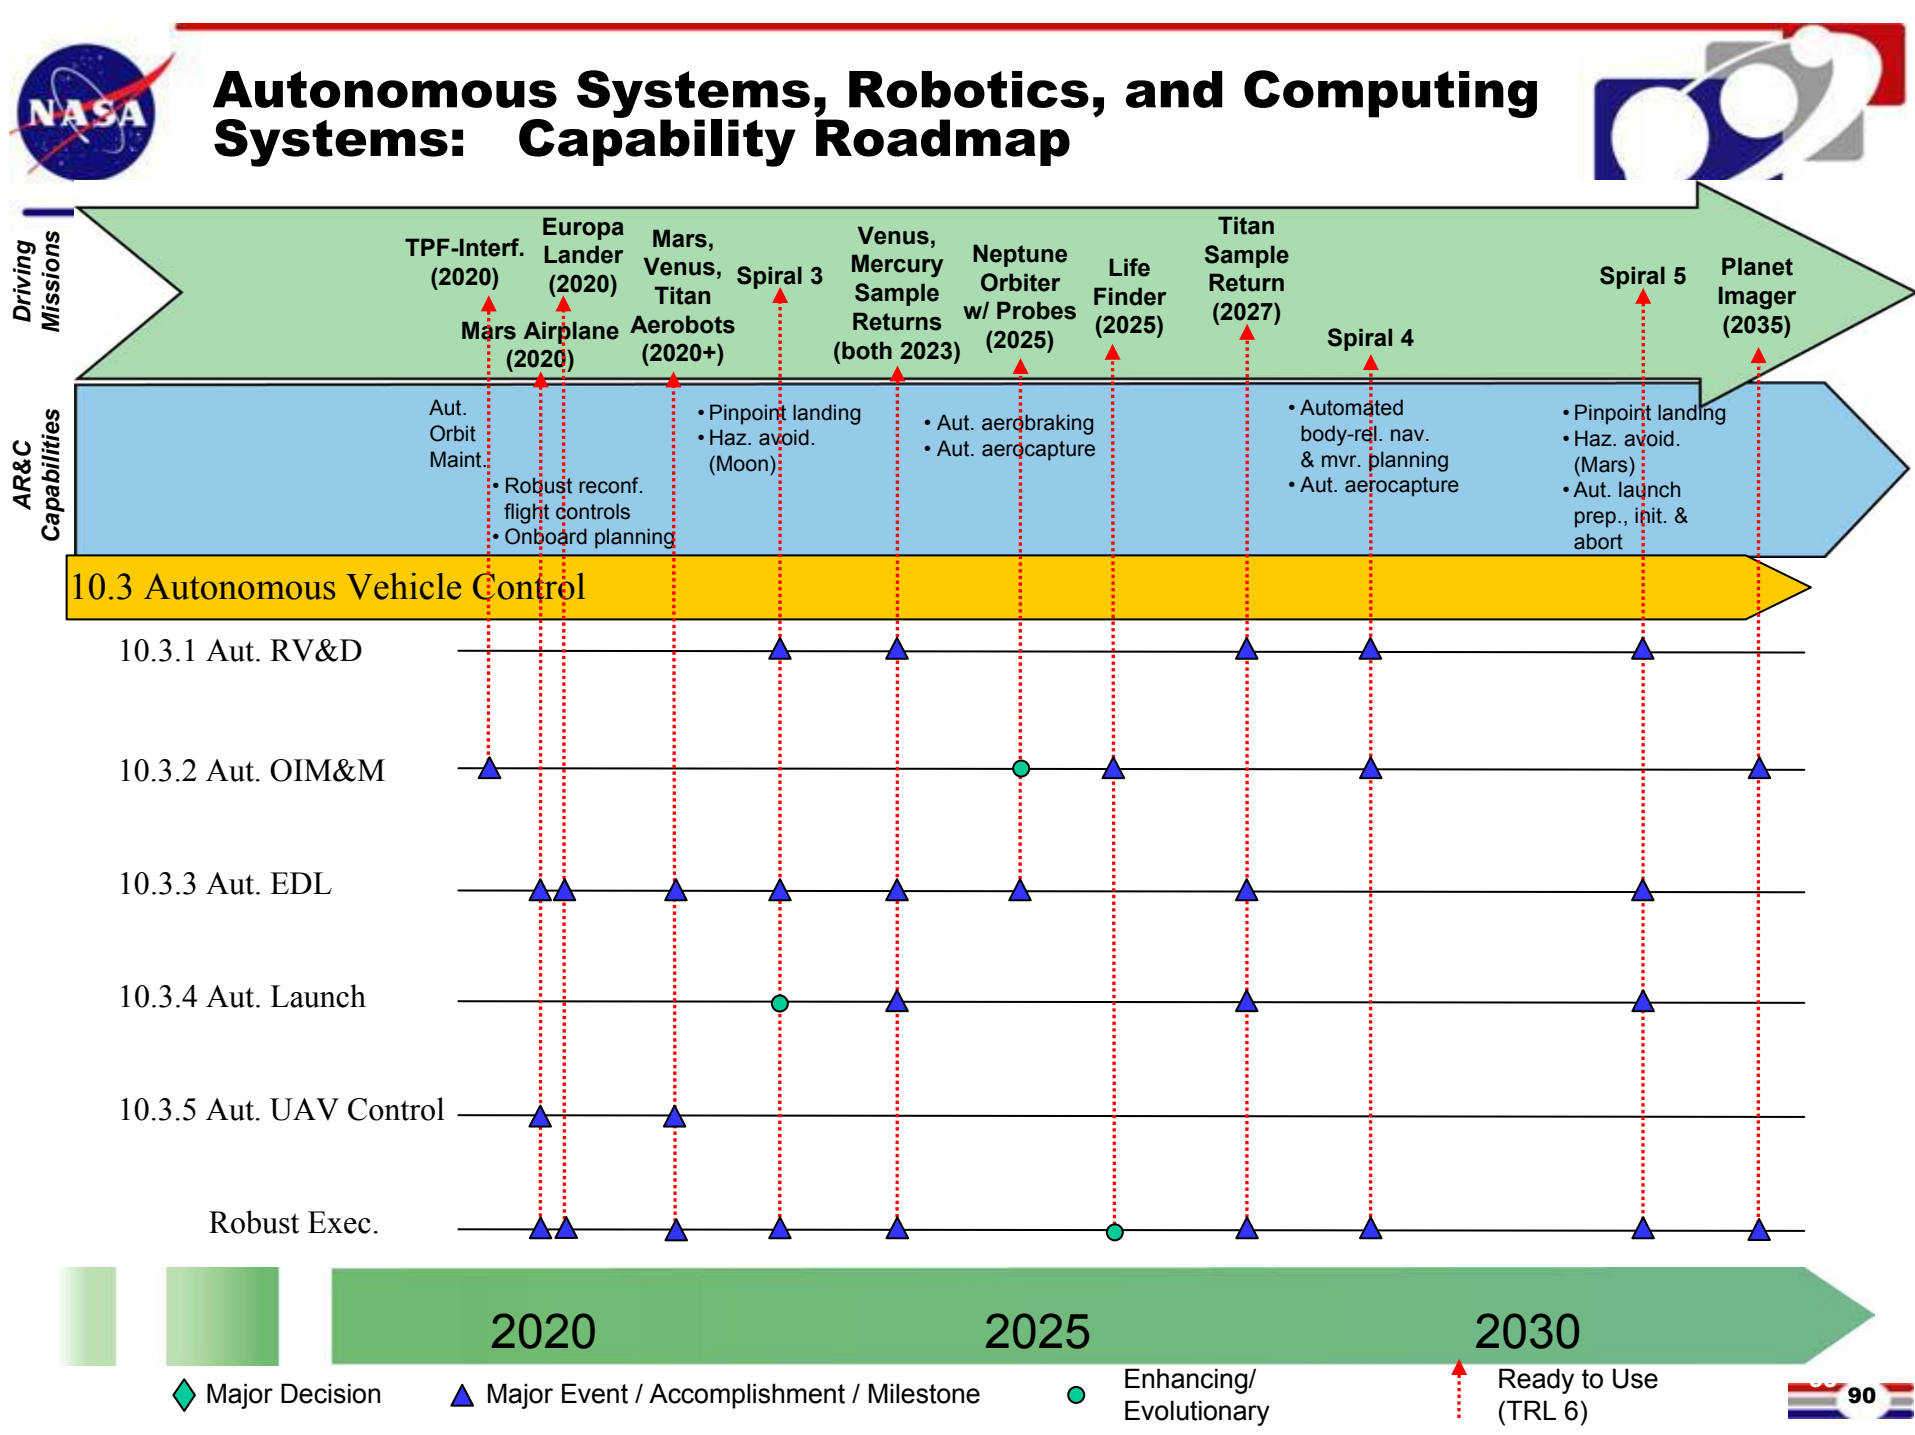 NASA
Autonomous Systems, Robotics, and Computing
Systems: Capability Roadmap
Driving
Missions
TPF-Interf.
(2020)
Europa
Lander
(2020)
Mars Airplane
(2020)
Mars,
Venus,
Titan
Aerobots
(2020+)
Spiral 3
Venus,
Mercury
Sample
Returns
(both 2023)
Neptune
Orbiter
w/ Probes
(2025)
Life
Finder
(2025)
Titan
Sample
Return
(2027)
Spiral 4
Spiral 5
Planet
Imager
(2035)
AR&C
Capabilities
Aut.
Orbit
Maint.
• Robust reconf.
flight controls
• Onboard planning
• Pinpoint landing
• Haz. avoid.
(Moon)
• Aut. aerobraking
• Aut. aerocapture
• Automated
body-rel. nav.
& mvr. planning
• Aut. aerocapture
• Pinpoint landing
• Haz. avoid.
(Mars)
• Aut. launch
prep., init. &
abort
10.3 Autonomous Vehicle Control
10.3.1 Aut. RV&D
10.3.2 Aut. OIM&M
10.3.3 Aut. EDL
10.3.4 Aut. Launch
10.3.5 Aut. UAV Control
Robust Exec.
2020
2025
2030
Major Decision
Major Event / Accomplishment / Milestone
Enhancing/
Evolutionary
Ready to Use
(TRL 6)
90